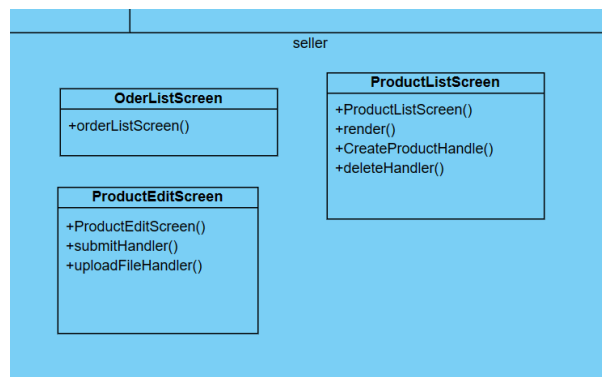 seller
OderListScreen
+orderListScreen()
ProductListScreen
+ProductListScreen()
+render()
+CreateProductHandle()
+deleteHandler()
ProductEditScreen
+ProductEditScreen()
+submitHandler()
+uploadFileHandler()